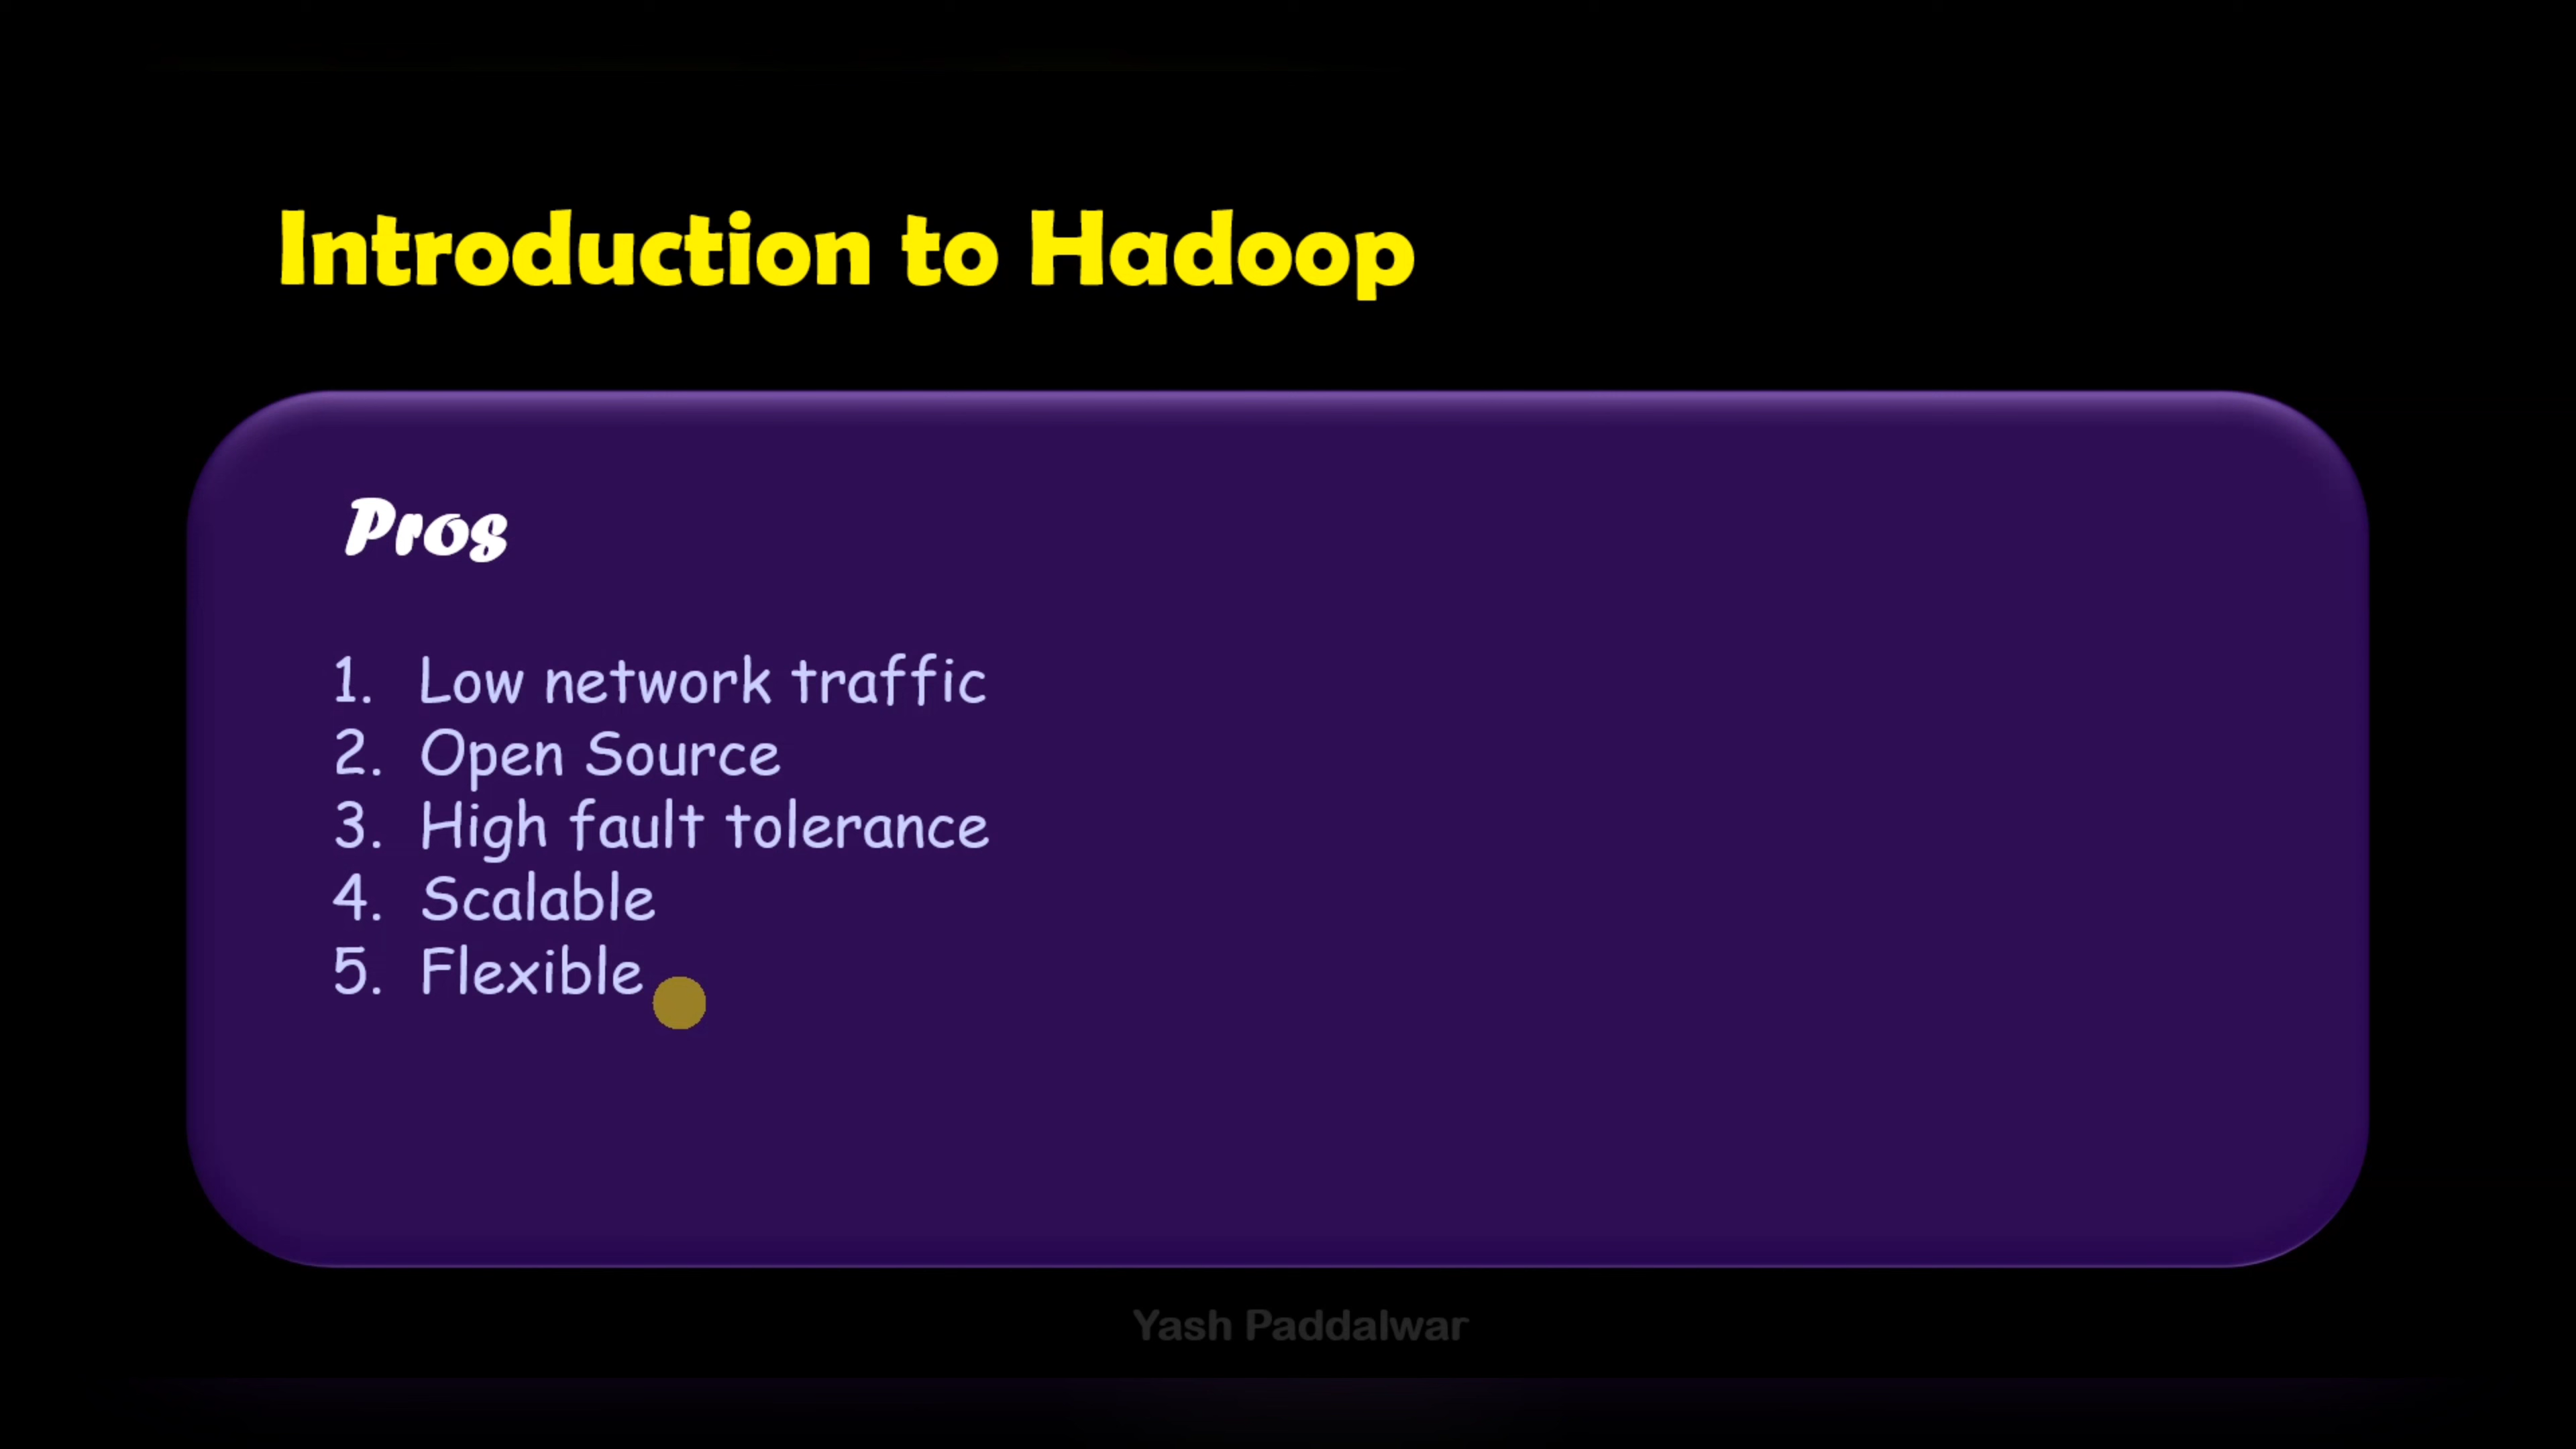 Introduction to Hadoop
Pros
1. Low network traffic
2. Open Source
3. High fault tolerance
4. Scalable
5. Flexible
Yash Paddalwar